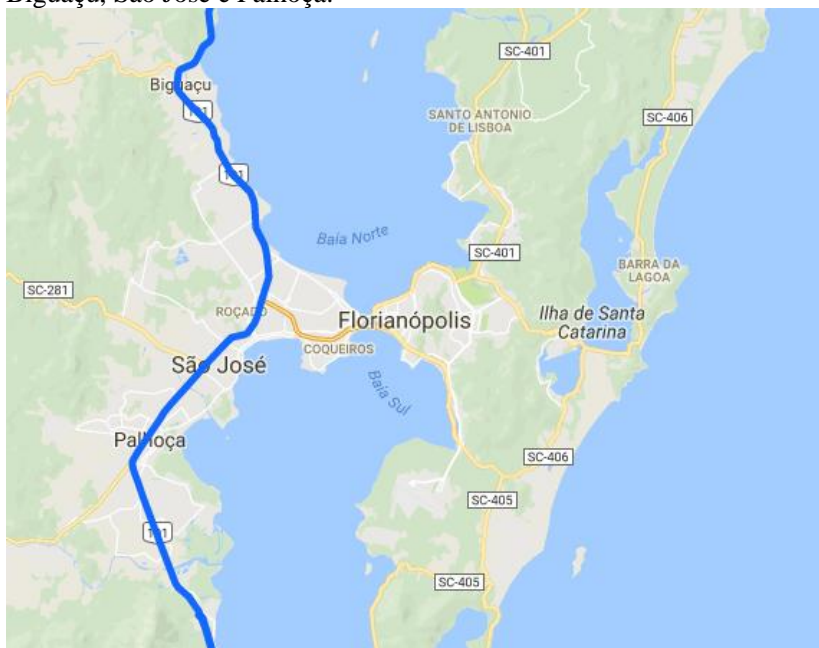 Biguaçu, São José e Palhoça.
SC-401
Biguaçu
101
SANTO ANTONIO
DE LISBOA
SC-406
101
Baía Norte
SC-401
BARRA DA
LAGOA
SC-281
ROÇADO
Florianópolis
Ilha de Santa
Catarina
COQUEIROS
São José
Baía Sul
Palhoça
SC-406
SC-405
101
SC-405